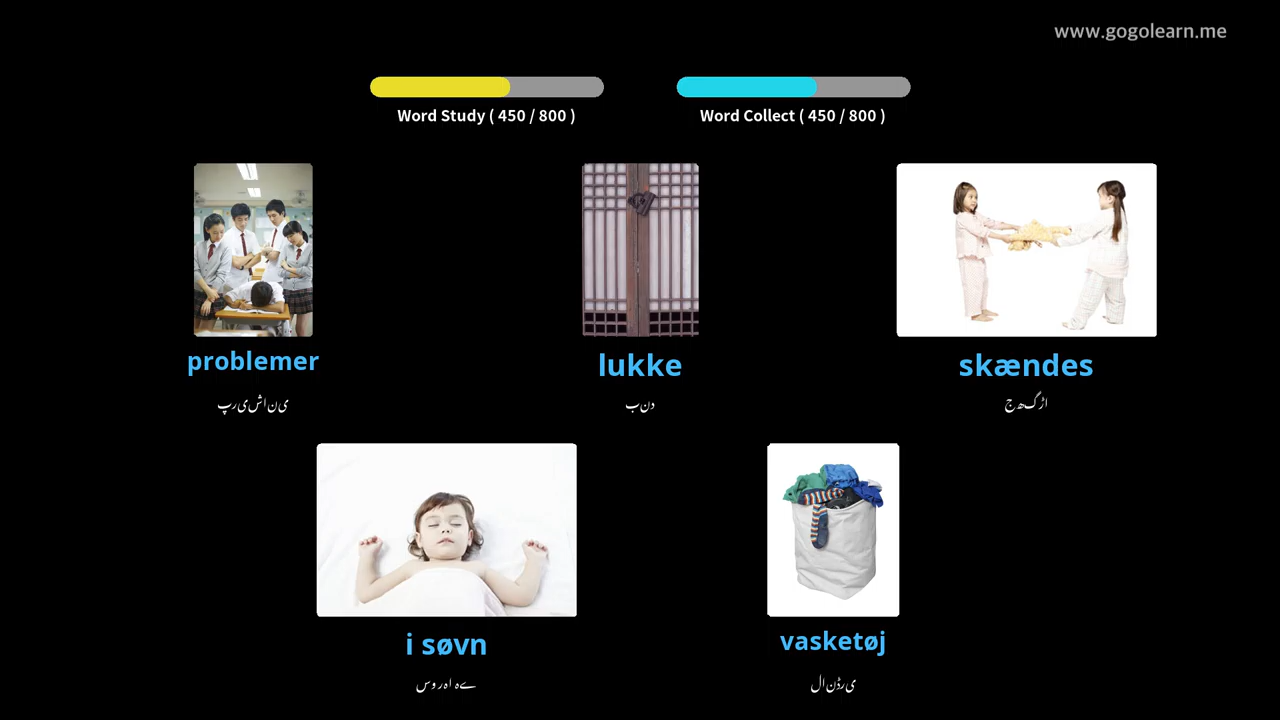 www.gogolearn.me
Word Study ( 450 / 800 )
Word Collect ( 450 / 800 )
problemer
lukke
skændes
پریشانی
بند
جھگڑا
i søvn
vasketøj
سو رہا ہے
لانڈری